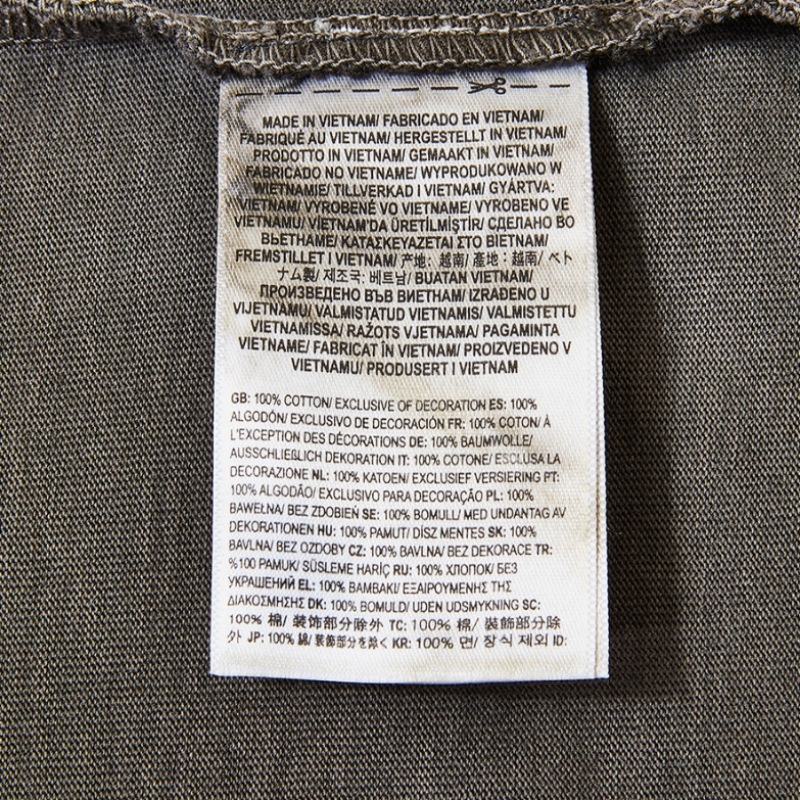 MADE IN VIETNAM/ FABRICADO EN VIETNAM/
FABRIQUÉ AU VIETNAM/ HERGESTELLT IN VIETNAM/
PRODOTTO IN VIETNAM/ GEMAAKT IN VIETNAM/
FABRICADO NO VIETNAME/ WYPRODUKOWANO W
WIETNAMIE/ TILLVERKAD I VIETNAM/ GYÁRTVA:
VIETNAM/ VYROBENÉ VO VIETNAME/ VYROBENO VE
VIETNAMU/ VİETNAM'DA ÜRETİLMİŞTİR/ СДЕЛАНО ВО
ВЬЕТНАМЕ/ ΚΑΤΑΣΚΕΥΑΖΕΤΑΙ ΣΤΟ ΒΙΕΤΝΑΜ/
FREMSTILLET I VIETNAM/ 产地: 越南/ 產地: 越南/ ベト
ナム製/ 제조국: 베트남/ BUATAN VIETNAM/
ПРОИЗВЕДЕНО ВЪВ ВИЕТНАМ/ IZRAĐENO U
VIJETNAMU/ VALMISTATUD VIETNAMIS/ VALMISTETTU
VIETNAMISSA/ RAŽOTS VJETNAMA/ PAGAMINTA
VIETNAME/ FABRICAT ÎN VIETNAM/ PROIZVEDENO V
VIETNAMU/ PRODUSERT I VIETNAM
GB: 100% COTTON/ EXCLUSIVE OF DECORATION ES: 100%
ALGODÓN/ EXCLUSIVO DE DECORACIÓN FR: 100% COTON/ À
L'EXCEPTION DES DÉCORATIONS DE: 100% BAUMWOLLE/
AUSSCHLIEßLICH DEKORATION IT: 100% COTONE/ ESCLUSA LA
DECORAZIONE NL: 100% KATOEN/ EXCLUSIEF VERSIERING PT:
100% ALGODÃO/ EXCLUSIVO PARA DECORAÇÃO PL: 100%
BAWEŁNA/ BEZ ZDOBIEŃ SE: 100% BOMULL/ MED UNDANTAG AV
DEKORATIONEN HU: 100% PAMUT/ DÍSZ MENTES SK: 100%
BAVLNA/ BEZ OZDOBY CZ: 100% BAVLNA/ BEZ DEKORACE TR:
%100 PAMUK/ SÜSLEME HARİÇ RU: 100% ХЛОПОК/ БЕЗ
УКРАШЕНИЙ EL: 100% ΒΑΜΒΑΚΙ/ ΕΞΑΙΡΟΥΜΕΝΗΣ ΤΗΣ
ΔΙΑΚΟΣΜΗΣΗΣ DK: 100% BOMULD/ UDEN UDSMYKNING SC:
100% 棉/ 装饰部分除外 TC: 100% 棉/ 裝飾部分除
外 JP: 100% 綿/ 装飾部分を除く KR: 100% 면/ 장식 제외 ID: